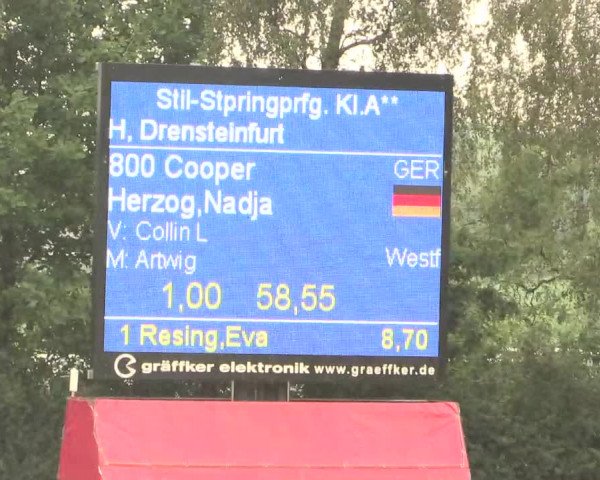 Stil-Stpringprfg. Kl.A**
H, Drensteinfurt
800 Cooper GER
Herzog,Nadja
V: Collin L
M: Artwig Westf
1,00 58,55
1 Resing,Eva 8,70
gräffker elektronik www.graeffker.de